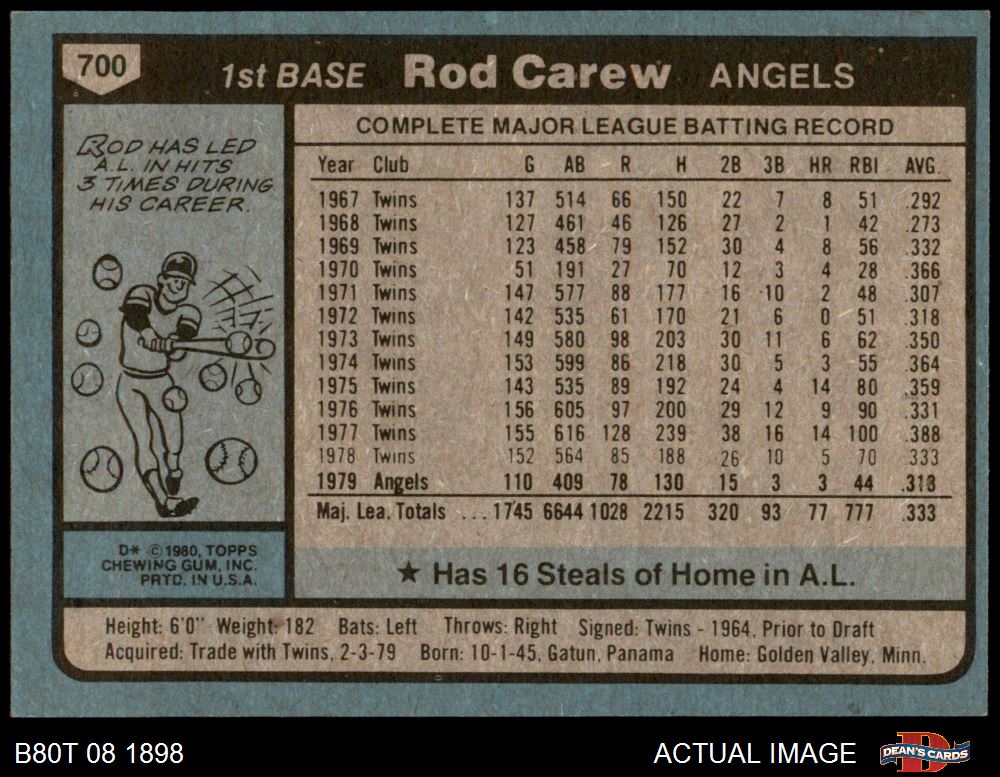 700 1st BASE Rod Carew ANGELS
ROD HAS LED
A.L. IN HITS
3 TIMES DURING
HIS CAREER.
D* © 1980, TOPPS
CHEWING GUM, INC.
PRTD. IN U.S.A.
COMPLETE MAJOR LEAGUE BATTING RECORD
Year Club G AB R H 2B 3B HR RBI AVG.
1967 Twins 137 514 66 150 22 7 8 51 .292
1968 Twins 127 461 46 126 27 2 1 42 .273
1969 Twins 123 458 79 152 30 4 8 56 .332
1970 Twins 51 191 27 70 12 3 4 28 .366
1971 Twins 147 577 88 177 16 10 2 48 .307
1972 Twins 142 535 61 170 21 6 0 51 .318
1973 Twins 149 580 98 203 30 11 6 62 .350
1974 Twins 153 599 86 218 30 5 3 55 .364
1975 Twins 143 535 89 192 24 4 14 80 .359
1976 Twins 156 605 97 200 29 12 9 90 .331
1977 Twins 155 616 128 239 38 16 14 100 .388
1978 Twins 152 564 85 188 26 10 5 70 .333
1979 Angels 110 409 78 130 15 3 3 44 .318
Maj. Lea. Totals ... 1745 6644 1028 2215 320 93 77 777 .333
★ Has 16 Steals of Home in A.L.
Height: 6'0" Weight: 182 Bats: Left Throws: Right Signed: Twins - 1964, Prior to Draft
Acquired: Trade with Twins, 2-3-79 Born: 10-1-45, Gatun, Panama Home: Golden Valley, Minn.
B80T 08 1898 ACTUAL IMAGE D DEAN'S CARDS